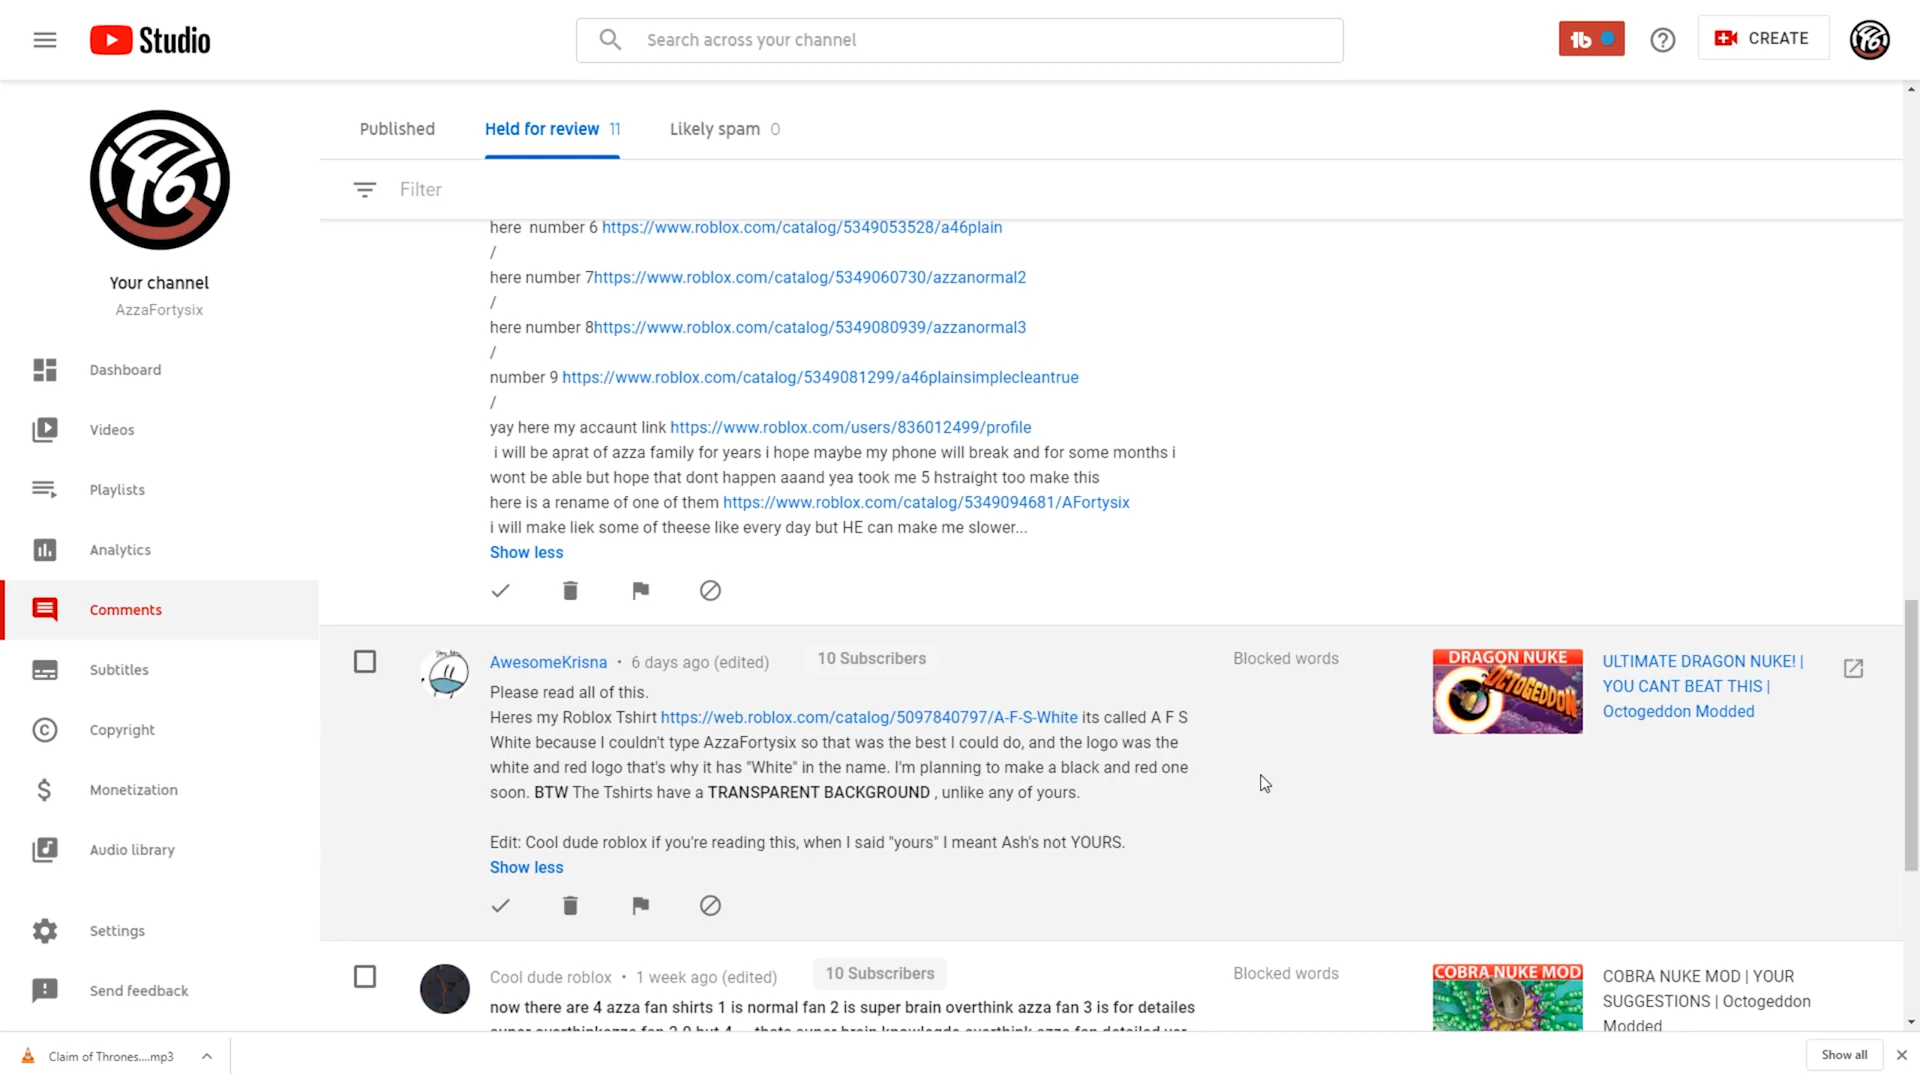 Studio
Search across your channel
CREATE
Your channel
AzzaFortysix
Dashboard
Videos
Playlists
Analytics
Comments
Subtitles
Copyright
Monetization
Audio library
Settings
Send feedback
Published
Held for review 11
Likely spam 0
Filter
here number 6 https://www.roblox.com/catalog/5349053528/a46plain
/
here number 7https://www.roblox.com/catalog/5349060730/azzanormal2
/
here number 8https://www.roblox.com/catalog/5349080939/azzanormal3
/
number 9 https://www.roblox.com/catalog/5349081299/a46plainsimplecleantrue
/
yay here my accaunt link https://www.roblox.com/users/836012499/profile
i will be aprat of azza family for years i hope maybe my phone will break and for some months i
wont be able but hope that dont happen aaand yea took me 5 hstraight too make this
here is a rename of one of them https://www.roblox.com/catalog/5349094681/AFortysix
i will make liek some of theese like every day but HE can make me slower...
Show less
AwesomeKrisna • 6 days ago (edited) 10 Subscribers
Please read all of this.
Heres my Roblox Tshirt https://web.roblox.com/catalog/5097840797/A-F-S-White its called A F S
White because I couldn't type AzzaFortysix so that was the best I could do, and the logo was the
white and red logo that's why it has "White" in the name. I'm planning to make a black and red one
soon. BTW The Tshirts have a TRANSPARENT BACKGROUND , unlike any of yours.
Edit: Cool dude roblox if you're reading this, when I said "yours" I meant Ash's not YOURS.
Show less
Blocked words
DRAGON NUKE
OCTOGEDDON
ULTIMATE DRAGON NUKE! |
YOU CANT BEAT THIS |
Octogeddon Modded
Cool dude roblox • 1 week ago (edited) 10 Subscribers
now there are 4 azza fan shirts 1 is normal fan 2 is super brain overthink azza fan 3 is for detailes
Blocked words
COBRA NUKE MOD
COBRA NUKE MOD | YOUR
SUGGESTIONS | Octogeddon
Modded
Claim of Thrones....mp3
Show all